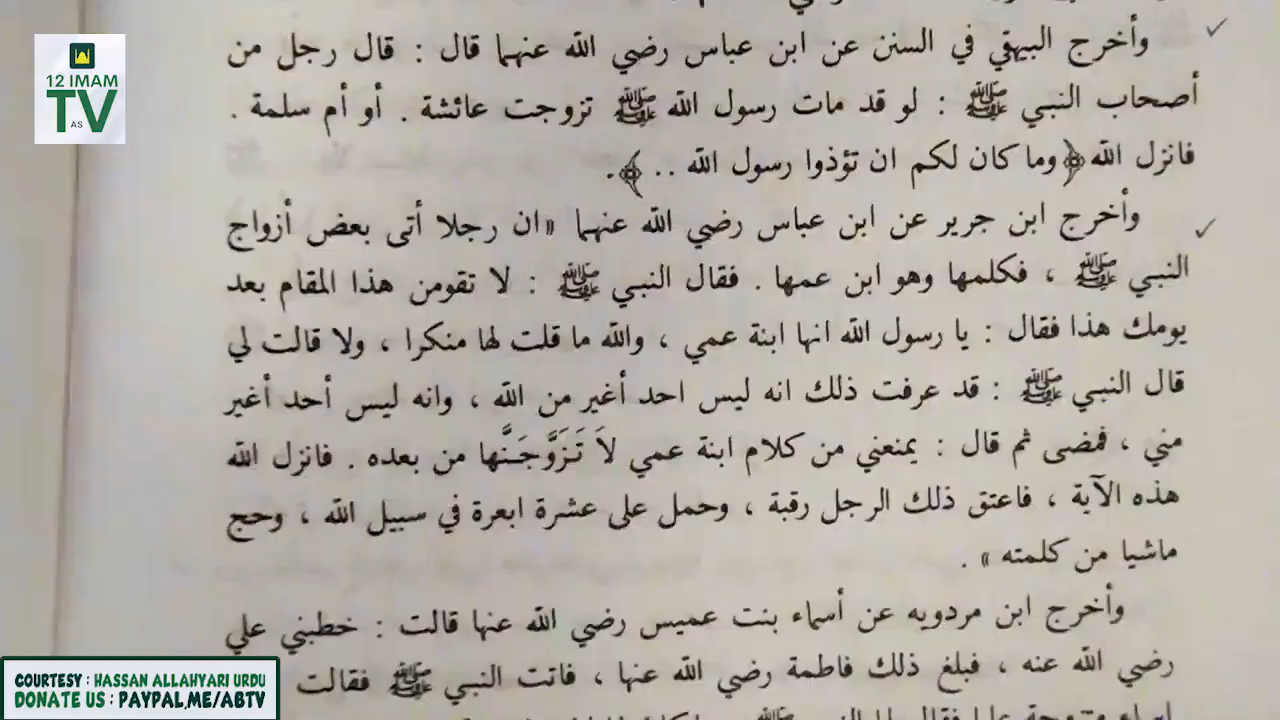 وأخرج البيهقي في السنن عن ابن عباس رضي الله عنهما قال : قال رجل من
أصحاب النبي ﷺ : لو قد مات رسول الله ﷺ تزوجت عائشة . أو أم سلمة .
فانزل الله ﴿وما كان لكم ان تؤذوا رسول الله ..﴾.
وأخرج ابن جرير عن ابن عباس رضي الله عنهما «ان رجلا أتى بعض أزواج
النبي ﷺ ، فكلمها وهو ابن عمها . فقال النبي ﷺ : لا تقومن هذا المقام بعد
يومك هذا فقال : يا رسول الله انها ابنة عمي ، والله ما قلت لها منكرا ، ولا قالت لي
قال النبي ﷺ : قد عرفت ذلك انه ليس احد أغير من الله ، وانه ليس أحد أغير
مني ، فمضى ثم قال : يمنعني من كلام ابنة عمي لاَ تَزَوَّجَنَّها من بعده . فانزل الله
هذه الآية ، فاعتق ذلك الرجل رقبة ، وحمل على عشرة ابعرة في سبيل الله ، وحج
ماشيا من كلمته» .
وأخرج ابن مردويه عن أسماء بنت عميس رضي الله عنها قالت : خطبني علي
رضي الله عنه ، فبلغ ذلك فاطمة رضي الله عنها ، فاتت النبي ﷺ فقالت
12 IMAM
TV
AS
COURTESY : HASSAN ALLAHYARI URDU
DONATE US : PAYPAL.ME/ABTV